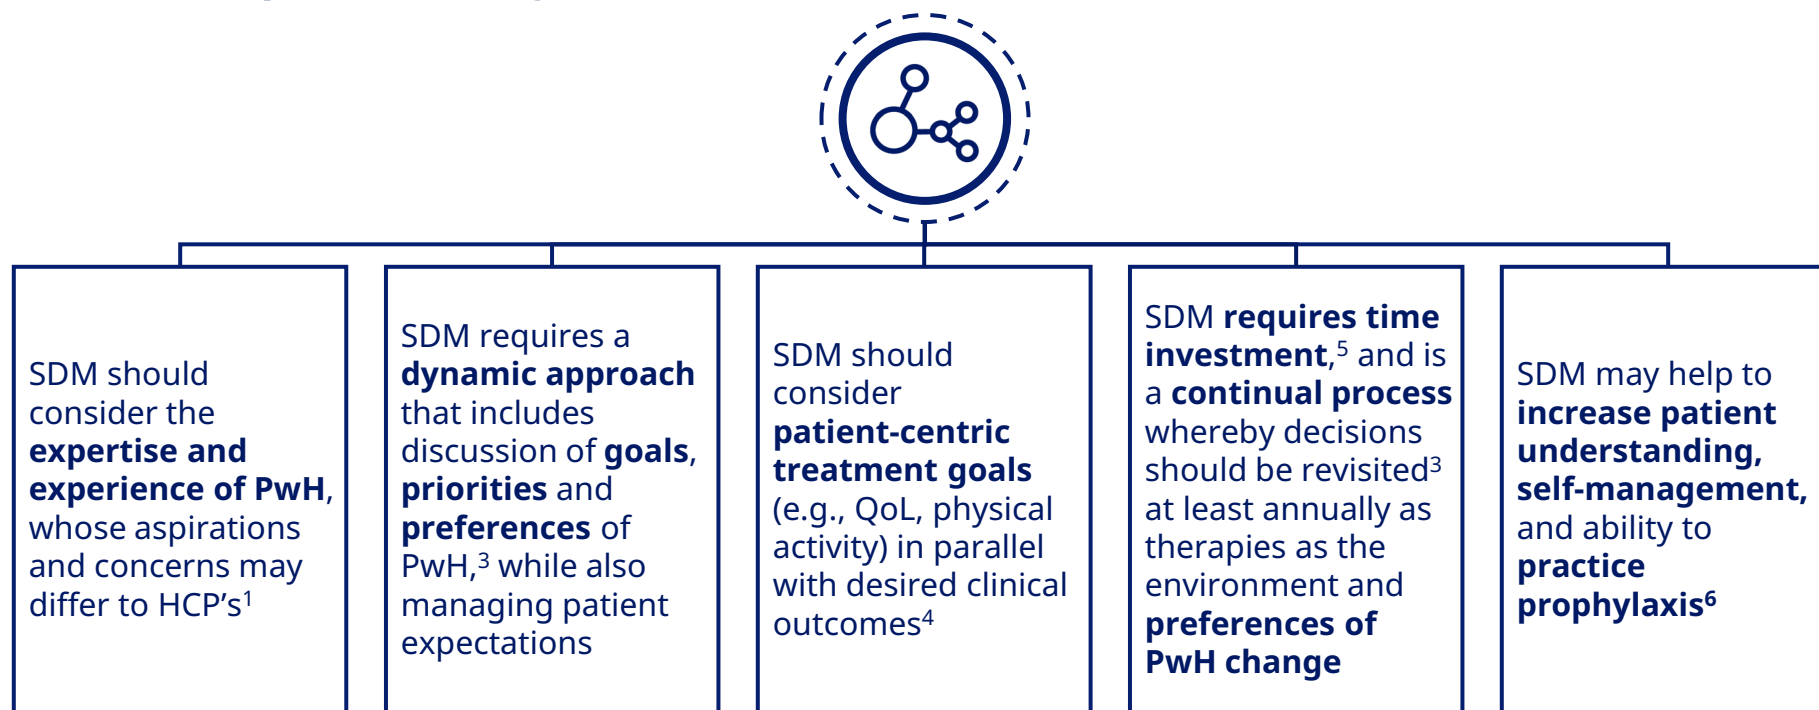 SDM should
consider the
expertise and
experience of PwH,
whose aspirations
and concerns may
differ to HCP’s¹
SDM requires a
dynamic approach
that includes
discussion of goals,
priorities and
preferences of
PwH,³ while also
managing patient
expectations
SDM should
consider
patient-centric
treatment goals
(e.g., QoL, physical
activity) in parallel
with desired clinical
outcomes⁴
SDM requires time
investment,⁵ and is
a continual process
whereby decisions
should be revisited³
at least annually as
therapies as the
environment and
preferences of
PwH change
SDM may help to
increase patient
understanding,
self-management,
and ability to
practice
prophylaxis⁶